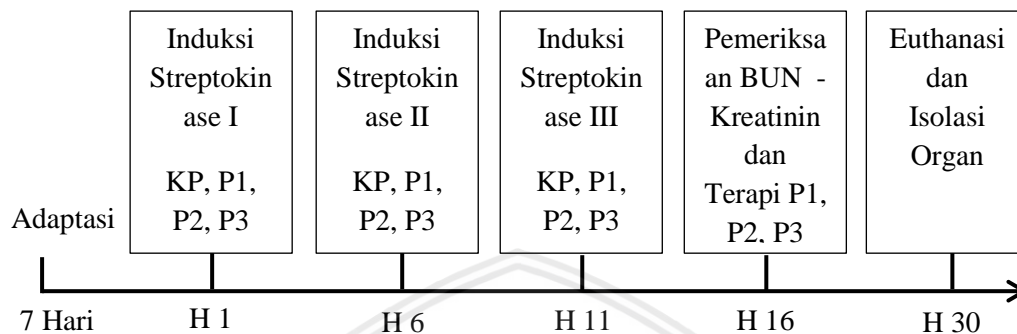 Induksi
Streptokin
ase I
KP, P1,
P2, P3
Induksi
Streptokin
ase II
KP, P1,
P2, P3
Induksi
Streptokin
ase III
KP, P1,
P2, P3
Pemeriksa
an BUN -
Kreatinin
dan
Terapi P1,
P2, P3
Euthanasi
dan
Isolasi
Organ
Adaptasi
7 Hari
H 1
H 6
H 11
H 16
H 30